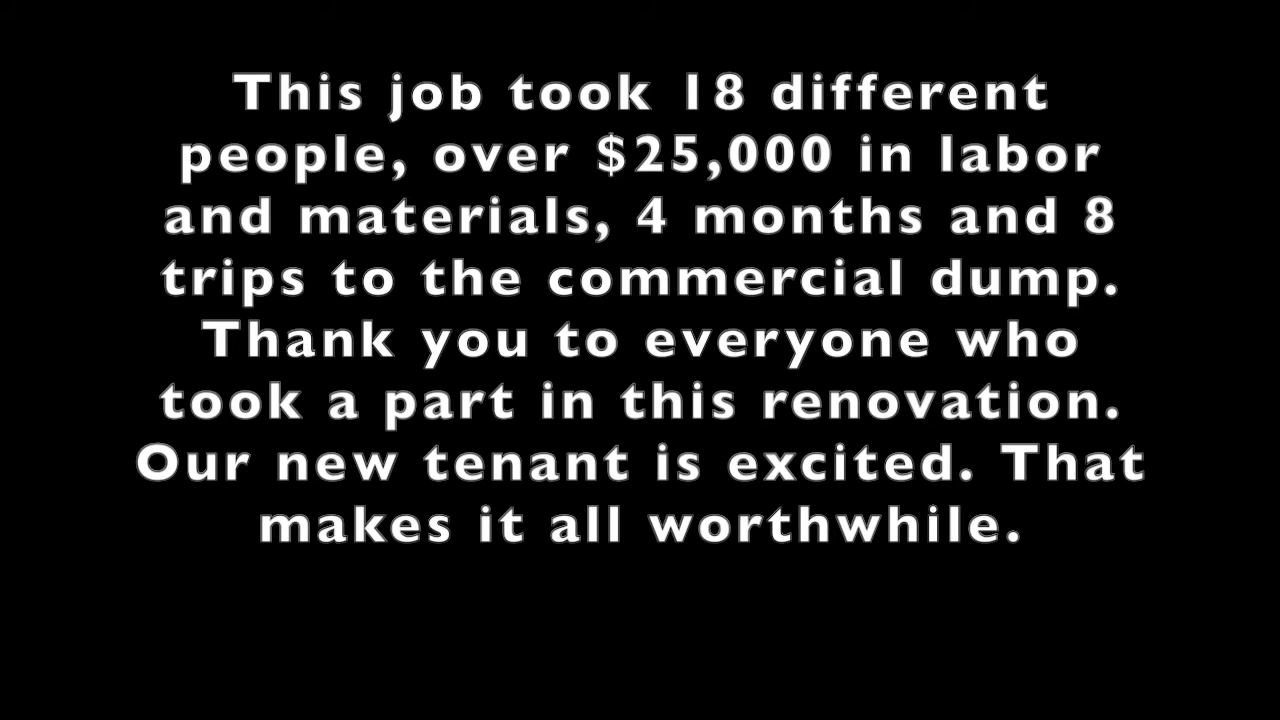 This job took 18 different
people, over $25,000 in labor
and materials, 4 months and 8
trips to the commercial dump.
Thank you to everyone who
took a part in this renovation.
Our new tenant is excited. That
makes it all worthwhile.